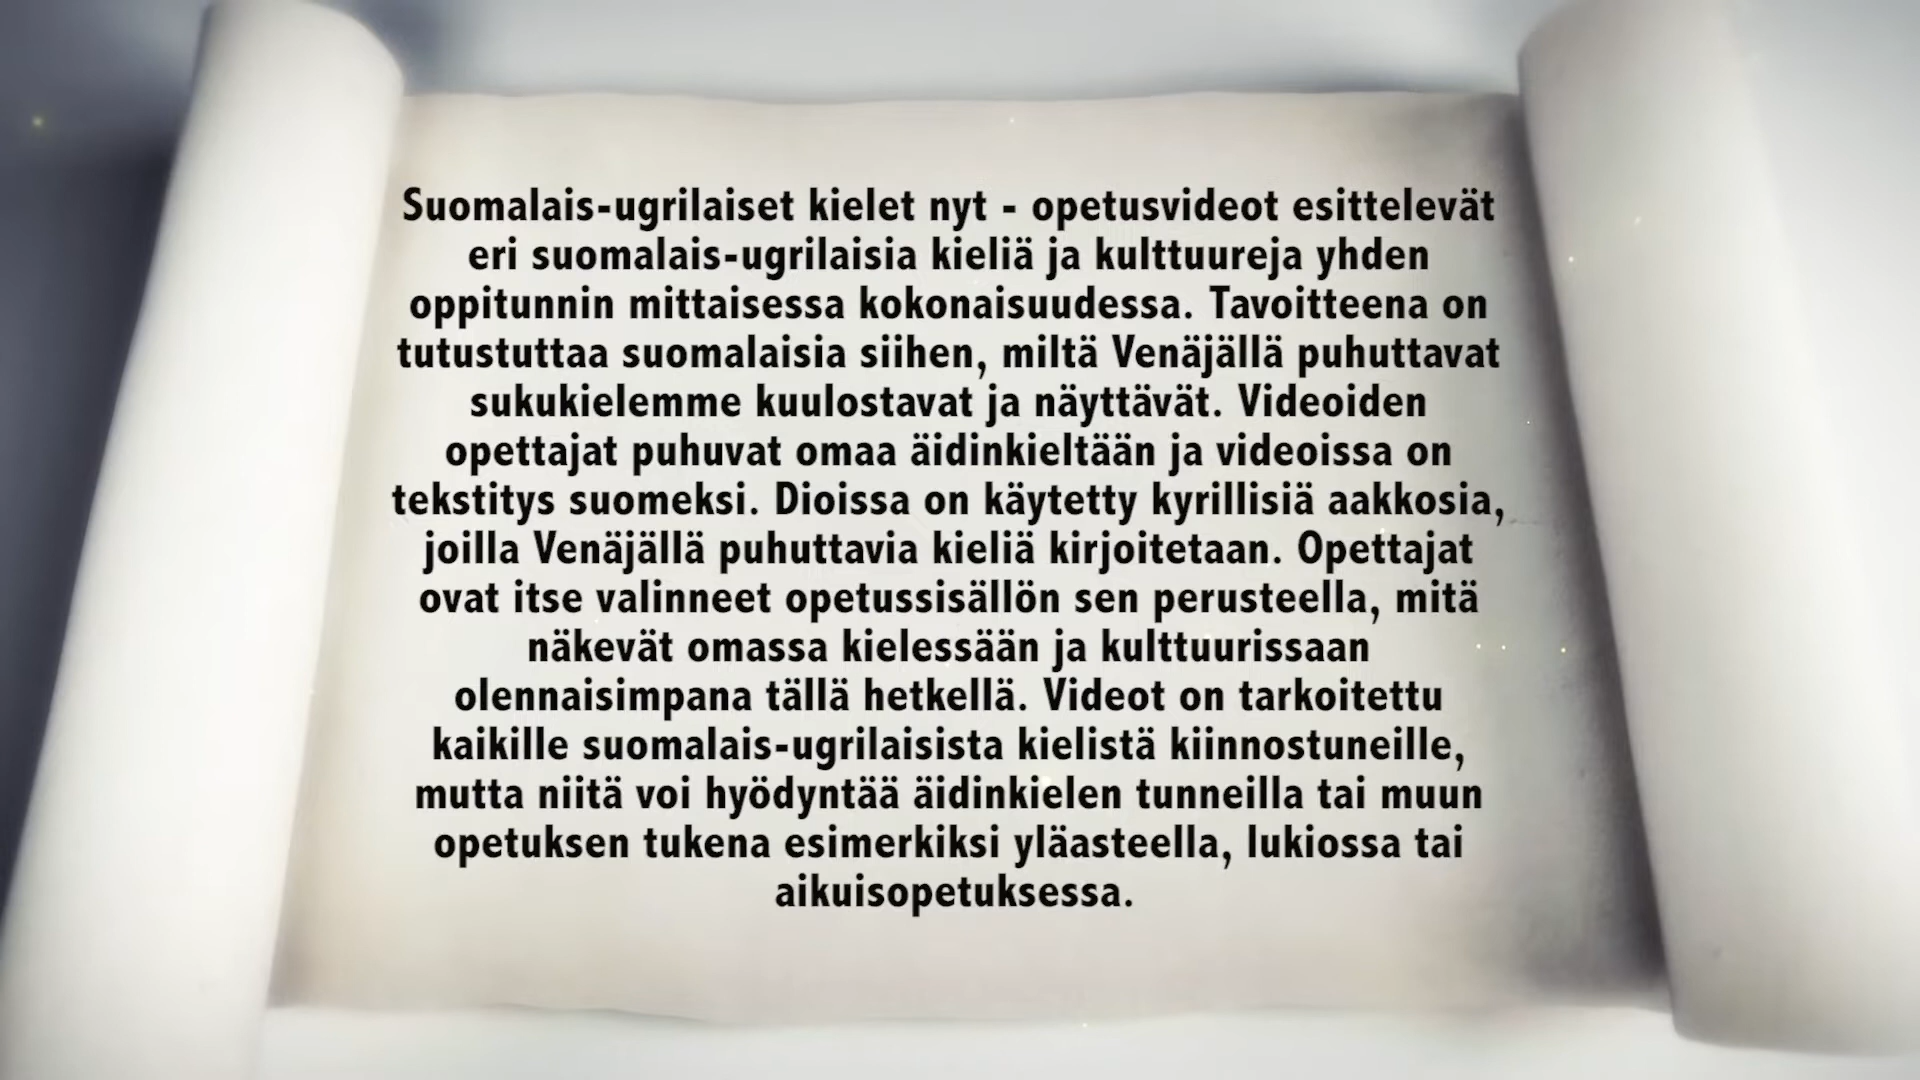 Suomalais-ugrilaiset kielet nyt - opetusvideot esittelevät
eri suomalais-ugrilaisia kieliä ja kulttuureja yhden
oppitunnin mittaisessa kokonaisuudessa. Tavoitteena on
tutustuttaa suomalaisia siihen, miltä Venäjällä puhuttavat
sukukielemme kuulostavat ja näyttävät. Videoiden
opettajat puhuvat omaa äidinkieltään ja videoissa on
tekstitys suomeksi. Dioissa on käytetty kyrillisiä aakkosia,
joilla Venäjällä puhuttavia kieliä kirjoitetaan. Opettajat
ovat itse valinneet opetussisällön sen perusteella, mitä
näkevät omassa kielessään ja kulttuurissaan
olennaisimpana tällä hetkellä. Videot on tarkoitettu
kaikille suomalais-ugrilaisista kielistä kiinnostuneille,
mutta niitä voi hyödyntää äidinkielen tunneilla tai muun
opetuksen tukena esimerkiksi yläasteella, lukiossa tai
aikuisopetuksessa.